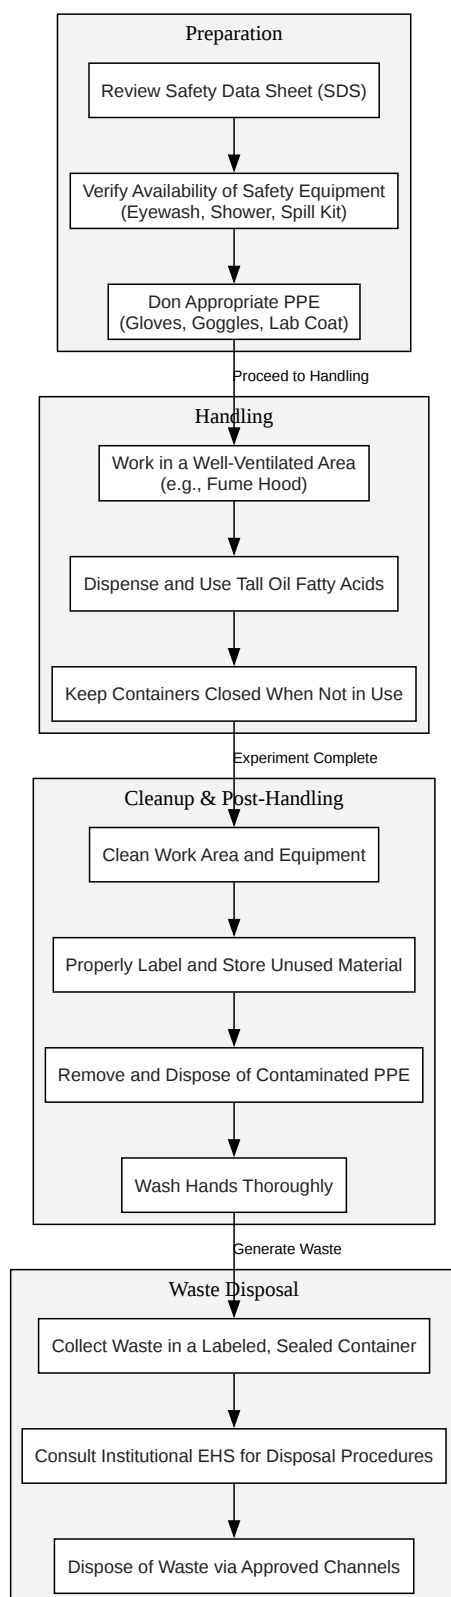 Preparation
Review Safety Data Sheet (SDS)
Verify Availability of Safety Equipment
(Eyewash, Shower, Spill Kit)
Don Appropriate PPE
(Gloves, Goggles, Lab Coat)
Proceed to Handling
Handling
Work in a Well-Ventilated Area
(e.g., Fume Hood)
Dispense and Use Tall Oil Fatty Acids
Keep Containers Closed When Not in Use
Experiment Complete
Cleanup & Post-Handling
Clean Work Area and Equipment
Properly Label and Store Unused Material
Remove and Dispose of Contaminated PPE
Wash Hands Thoroughly
Generate Waste
Waste Disposal
Collect Waste in a Labeled, Sealed Container
Consult Institutional EHS for Disposal Procedures
Dispose of Waste via Approved Channels